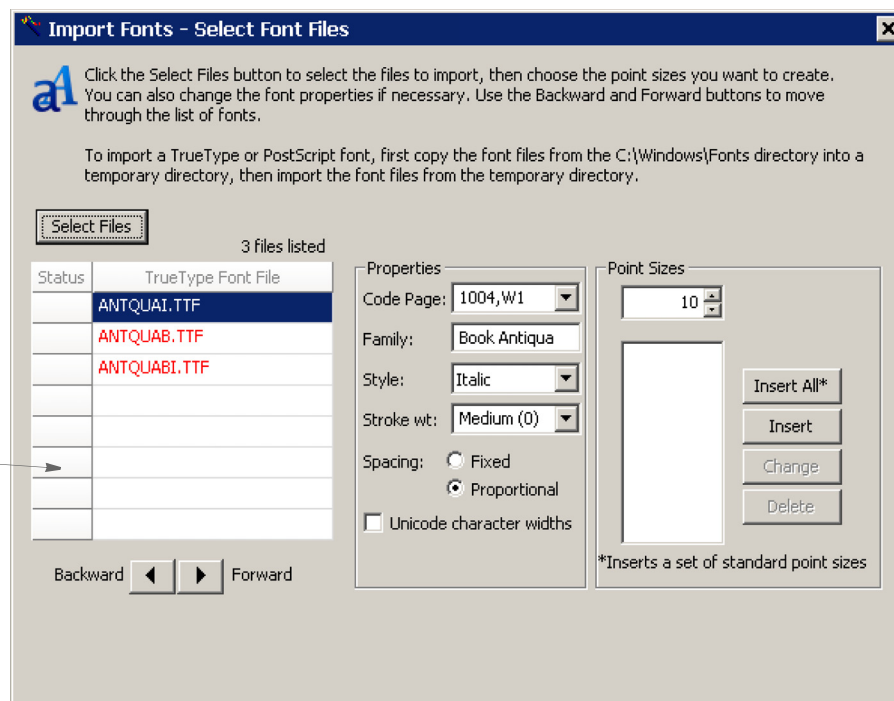 Import Fonts - Select Font Files
Click the Select Files button to select the files to import, then choose the point sizes you want to create.
You can also change the font properties if necessary. Use the Backward and Forward buttons to move
through the list of fonts.
To import a TrueType or PostScript font, first copy the font files from the C:\Windows\Fonts directory into a
temporary directory, then import the font files from the temporary directory.
Select Files
3 files listed
Status TrueType Font File
ANTQUAI.TTF
ANTQUAB.TTF
ANTQUABI.TTF
Backward Forward
Properties
Code Page: 1004,W1
Family: Book Antiqua
Style: Italic
Stroke wt: Medium (0)
Spacing: Fixed
Proportional
Unicode character widths
Point Sizes
10
Insert All*
Insert
Change
Delete
*Inserts a set of standard point sizes